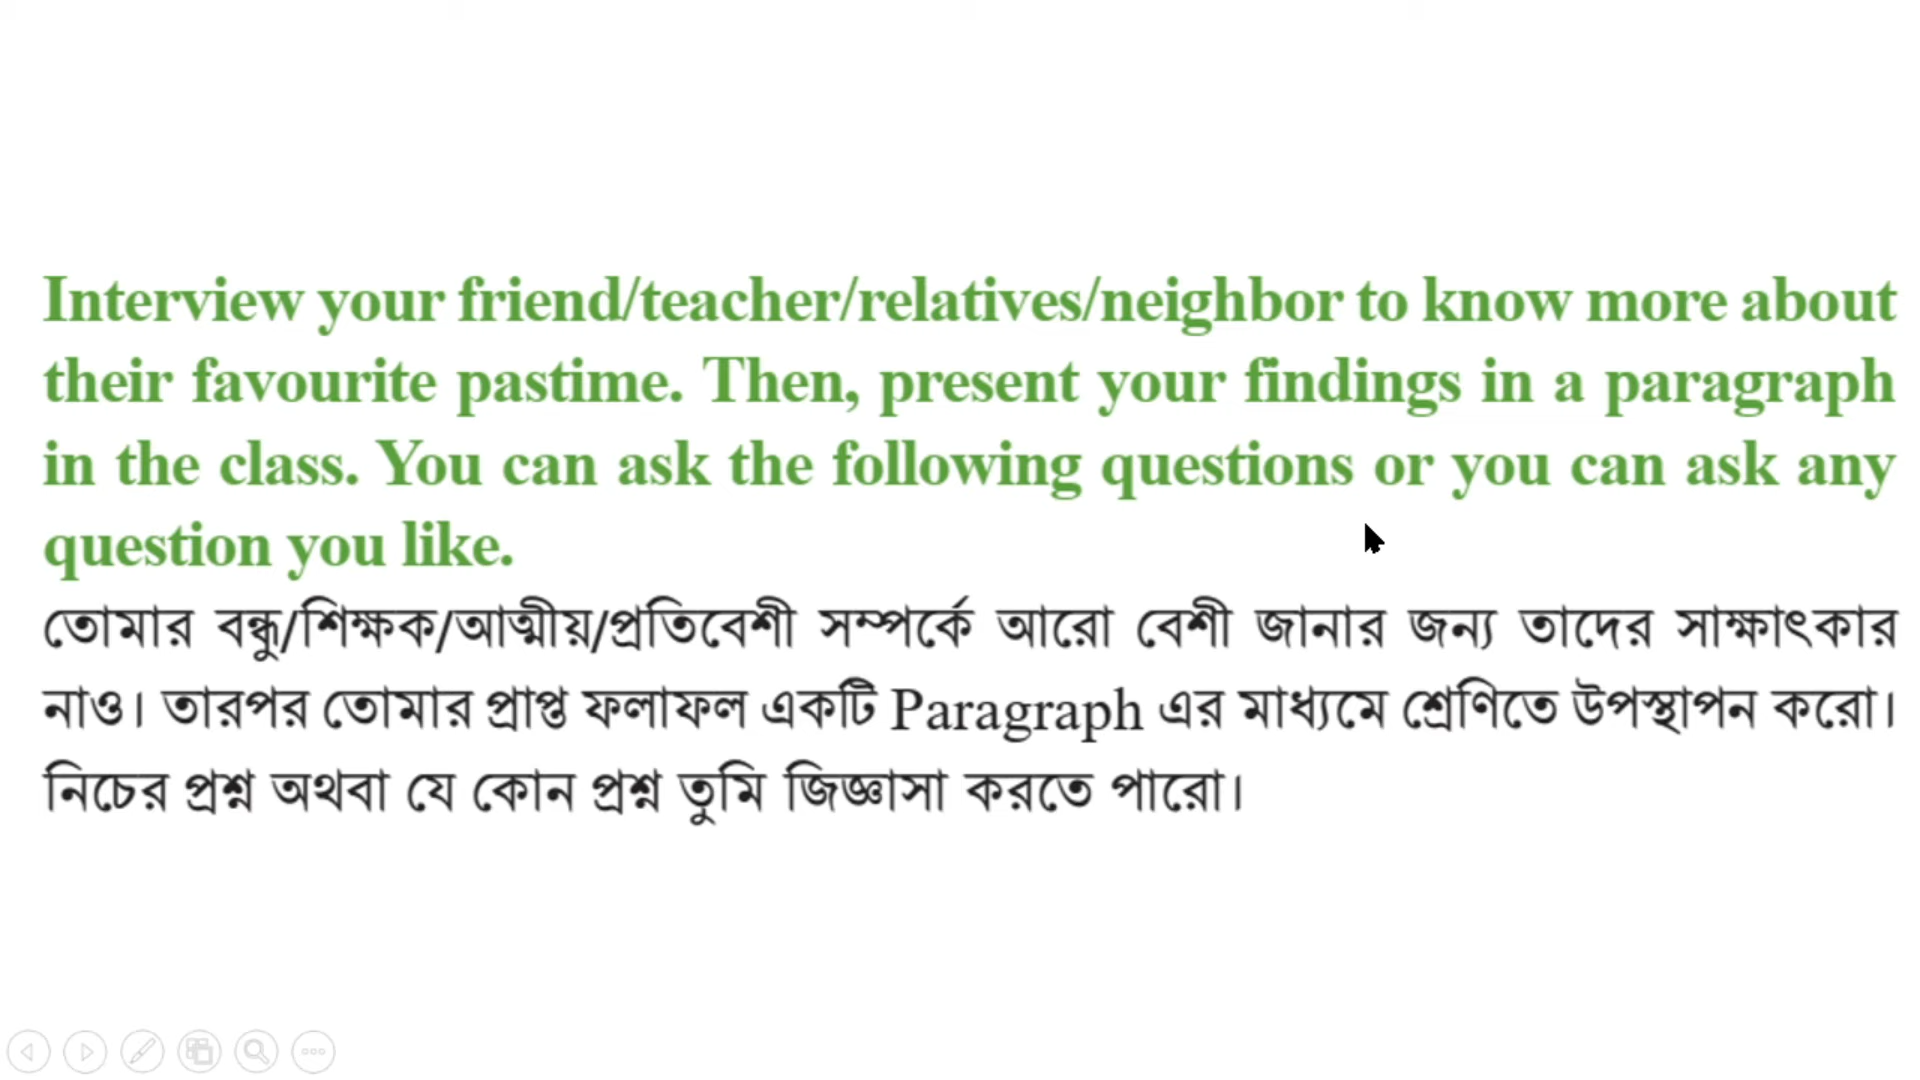 Interview your friend/teacher/relatives/neighbor to know more about
their favourite pastime. Then, present your findings in a paragraph
in the class. You can ask the following questions or you can ask any
question you like.
তোমার বন্ধু/শিক্ষক/আত্মীয়/প্রতিবেশী সম্পর্কে আরো বেশী জানার জন্য তাদের সাক্ষাৎকার
নাও। তারপর তোমার প্রাপ্ত ফলাফল একটি Paragraph এর মাধ্যমে শ্রেণিতে উপস্থাপন করো।
নিচের প্রশ্ন অথবা যে কোন প্রশ্ন তুমি জিজ্ঞাসা করতে পারো।